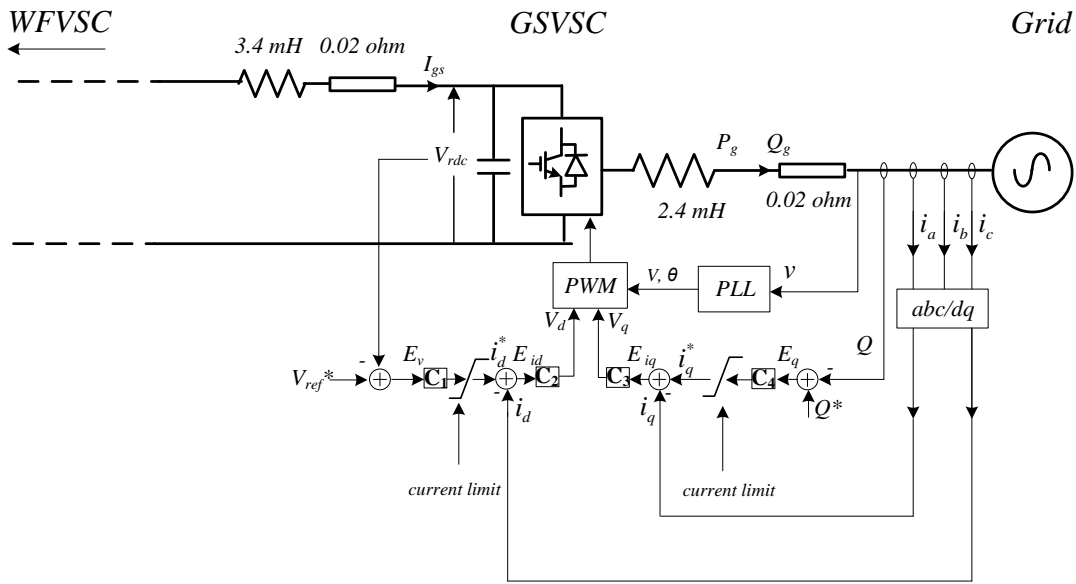 WFVSC GSVSC Grid
3.4 mH 0.02 ohm
I_gs
V_rdc
P_g Q_g
2.4 mH 0.02 ohm
i_a i_b i_c
PWM V, θ PLL v
abc/dq
V_d V_q
Q
E_v i_d^* E_id E_iq i_q^* E_q
V_ref* - C1 C2 C3 C4 -
- i_d i_q - Q*
current limit current limit